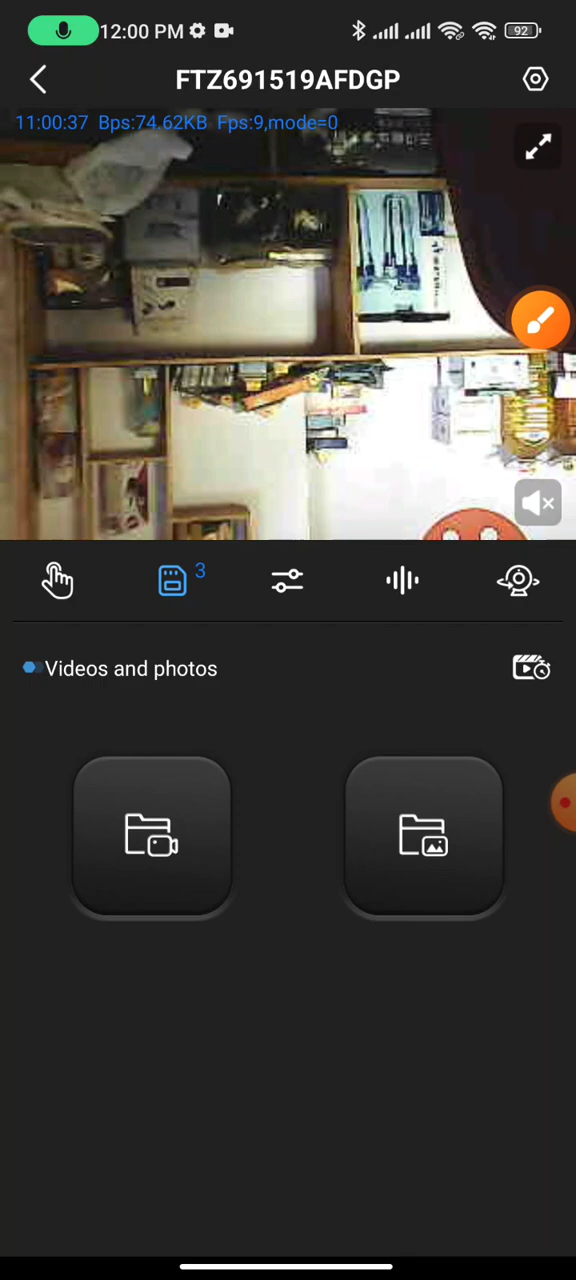 12:00 PM 92
FTZ691519AFDGP
11:00:37 Bps:74.62KB Fps:9,mode=0
3
Videos and photos